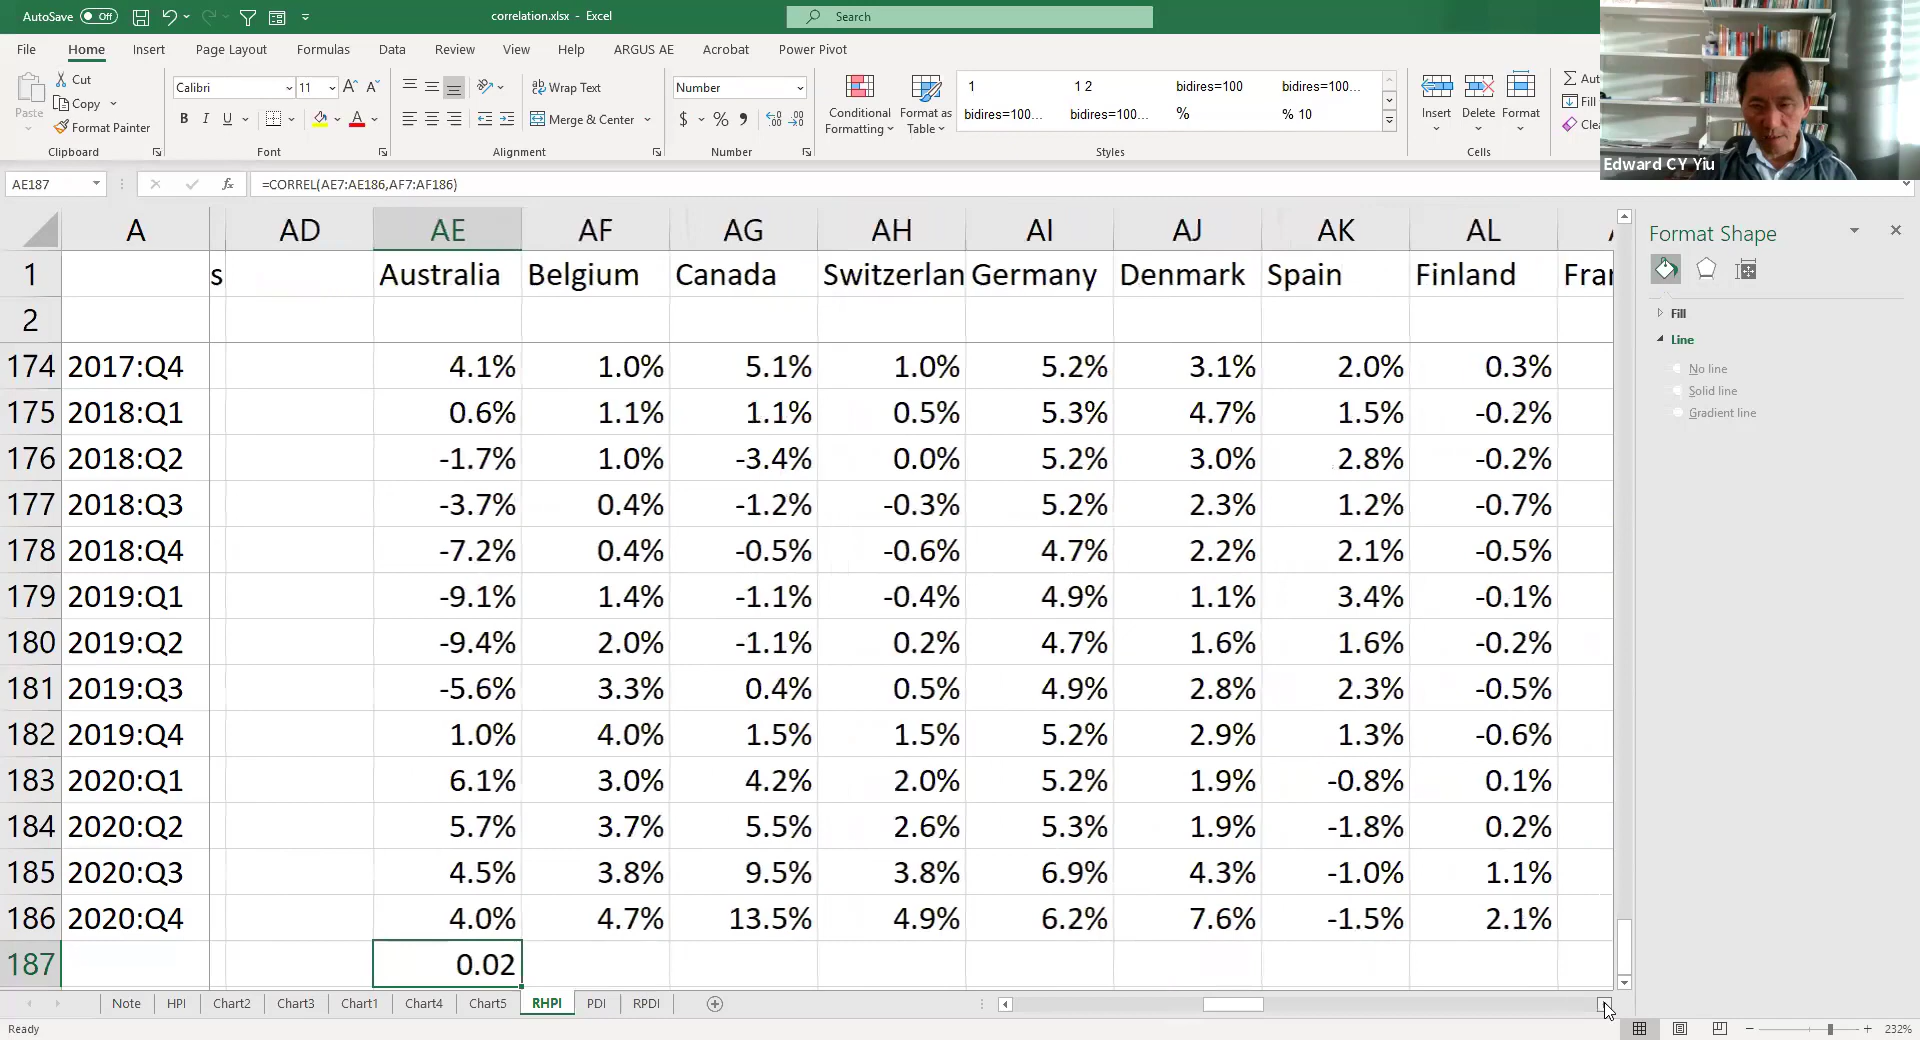 AutoSave Off correlation.xlsx - Excel Search
File Home Insert Page Layout Formulas Data Review View Help ARGUS AE Acrobat Power Pivot
Paste Cut Copy Format Painter Clipboard
Calibri 11 Font
Wrap Text Merge & Center Alignment
Number $ % Number
Conditional Formatting Format as Table
1 1 2 bidires=100 bidires=100...
bidires=100... bidires=100... % % 10
Styles
Insert Delete Format Cells
Aut
Fill
Clea
Edward CY Yiu
AE187 fx =CORREL(AE7:AE186,AF7:AF186)
A AD AE AF AG AH AI AJ AK AL
1 s Australia Belgium Canada Switzerlan Germany Denmark Spain Finland Fran
2
174 2017:Q4 4.1% 1.0% 5.1% 1.0% 5.2% 3.1% 2.0% 0.3%
175 2018:Q1 0.6% 1.1% 1.1% 0.5% 5.3% 4.7% 1.5% -0.2%
176 2018:Q2 -1.7% 1.0% -3.4% 0.0% 5.2% 3.0% 2.8% -0.2%
177 2018:Q3 -3.7% 0.4% -1.2% -0.3% 5.2% 2.3% 1.2% -0.7%
178 2018:Q4 -7.2% 0.4% -0.5% -0.6% 4.7% 2.2% 2.1% -0.5%
179 2019:Q1 -9.1% 1.4% -1.1% -0.4% 4.9% 1.1% 3.4% -0.1%
180 2019:Q2 -9.4% 2.0% -1.1% 0.2% 4.7% 1.6% 1.6% -0.2%
181 2019:Q3 -5.6% 3.3% 0.4% 0.5% 4.9% 2.8% 2.3% -0.5%
182 2019:Q4 1.0% 4.0% 1.5% 1.5% 5.2% 2.9% 1.3% -0.6%
183 2020:Q1 6.1% 3.0% 4.2% 2.0% 5.2% 1.9% -0.8% 0.1%
184 2020:Q2 5.7% 3.7% 5.5% 2.6% 5.3% 1.9% -1.8% 0.2%
185 2020:Q3 4.5% 3.8% 9.5% 3.8% 6.9% 4.3% -1.0% 1.1%
186 2020:Q4 4.0% 4.7% 13.5% 4.9% 6.2% 7.6% -1.5% 2.1%
187 0.02
Format Shape
Fill
Line
No line
Solid line
Gradient line
Note HPI Chart2 Chart3 Chart1 Chart4 Chart5 RHPI PDI RPDI
Ready 232%